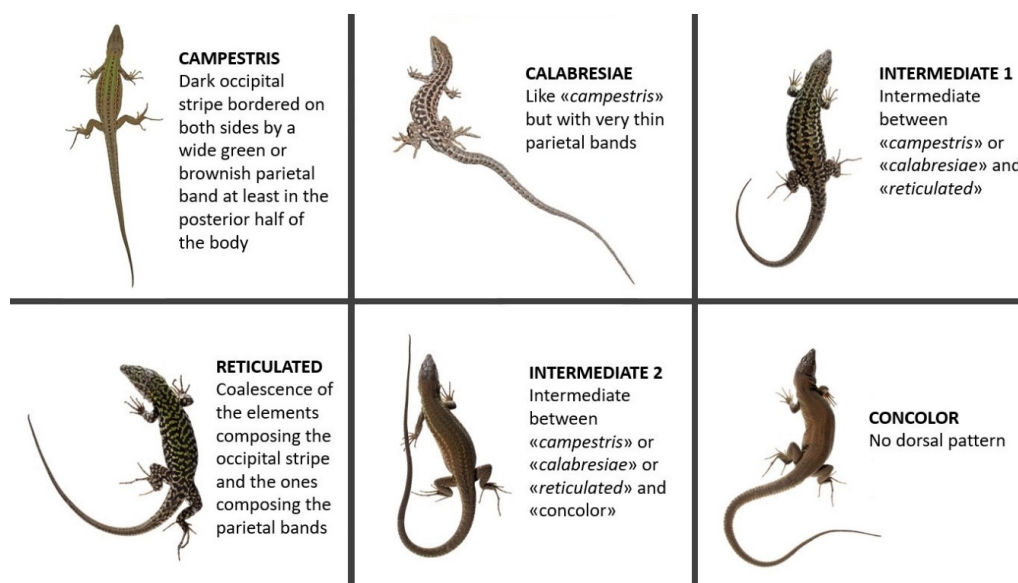 CAMPESTRIS
Dark occipital
stripe bordered on
both sides by a
wide green or
brownish parietal
band at least in the
posterior half of
the body
CALABRESIAE
Like «campestris»
but with very thin
parietal bands
INTERMEDIATE 1
Intermediate
between
«campestris» or
«calabresiae» and
«reticulated»
RETICULATED
Coalescence of
the elements
composing the
occipital stripe
and the ones
composing the
parietal bands
INTERMEDIATE 2
Intermediate
between
«campestris» or
«calabresiae» or
«reticulated» and
«concolor»
CONCOLOR
No dorsal pattern